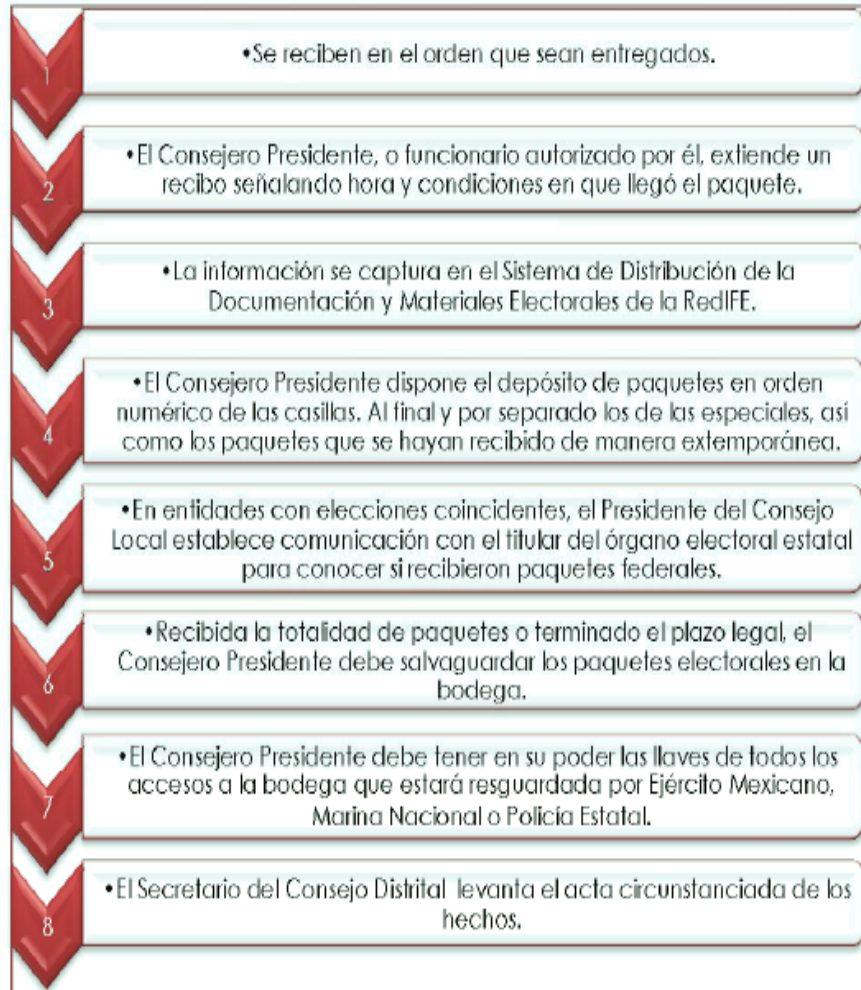 1
•Se reciben en el orden que sean entregados.
2
•El Consejero Presidente, o funcionario autorizado por él, extiende un
recibo señalando hora y condiciones en que llegó el paquete.
3
•La información se captura en el Sistema de Distribución de la
Documentación y Materiales Electorales de la RedIFE.
4
•El Consejero Presidente dispone el depósito de paquetes en orden
numérico de las casillas. Al final y por separado los de las especiales, así
como los paquetes que se hayan recibido de manera extemporánea.
5
•En entidades con elecciones coincidentes, el Presidente del Consejo
Local establece comunicación con el titular del órgano electoral estatal
para conocer si recibieron paquetes federales.
6
•Recibida la totalidad de paquetes o terminado el plazo legal, el
Consejero Presidente debe salvaguardar los paquetes electorales en la
bodega.
7
•El Consejero Presidente debe tener en su poder las llaves de todos los
accesos a la bodega que estará resguardada por Ejército Mexicano,
Marina Nacional o Policía Estatal.
8
•El Secretario del Consejo Distrital levanta el acta circunstanciada de los
hechos.